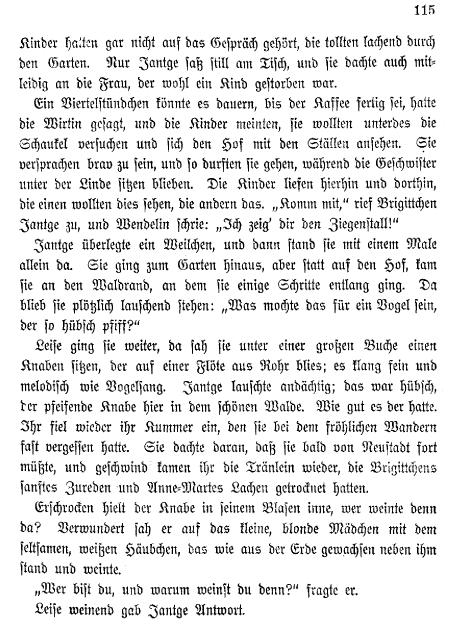 115
Kinder hatten gar nicht auf das Gespräch gehört, die tollten lachend durch
den Garten. Nur Jantge saß still am Tisch, und sie dachte auch mit-
leidig an die Frau, der wohl ein Kind gestorben war.
Ein Viertelstündchen könnte es dauern, bis der Kaffee fertig sei, hatte
die Wirtin gesagt, und die Kinder meinten, sie wollten unterdes die
Schaukel versuchen und sich den Hof mit den Ställen ansehen. Sie
versprachen brav zu sein, und so durften sie gehen, während die Geschwister
unter der Linde sitzen blieben. Die Kinder liefen hierhin und dorthin,
die einen wollten dies sehen, die andern das. „Komm mit,“ rief Brigittchen
Jantge zu, und Wendelin schrie: „Ich zeig' dir den Ziegenstall!“
Jantge überlegte ein Weilchen, und dann stand sie mit einem Male
allein da. Sie ging zum Garten hinaus, aber statt auf den Hof, kam
sie an den Waldrand, an dem sie einige Schritte entlang ging. Da
blieb sie plötzlich lauschend stehen: „Was mochte das für ein Vogel sein,
der so hübsch pfiff?“
Leise ging sie weiter, da sah sie unter einer großen Buche einen
Knaben sitzen, der auf einer Flöte aus Rohr blies; es klang fein und
melodisch wie Vogelsang. Jantge lauschte andächtig; das war hübsch,
der pfeifende Knabe hier in dem schönen Walde. Wie gut es der hatte.
Ihr fiel wieder ihr Kummer ein, den sie bei dem fröhlichen Wandern
fast vergessen hatte. Sie dachte daran, daß sie bald von Neustadt fort
müßte, und geschwind kamen ihr die Tränlein wieder, die Brigittchens
sanftes Zureden und Anne-Martes Lachen getrocknet hatten.
Erschrocken hielt der Knabe in seinem Blasen inne, wer weinte denn
da? Verwundert sah er auf das kleine, blonde Mädchen mit dem
seltsamen, weißen Häubchen, das wie aus der Erde gewachsen neben ihm
stand und weinte.
„Wer bist du, und warum weinst du denn?“ fragte er.
Leise weinend gab Jantge Antwort.